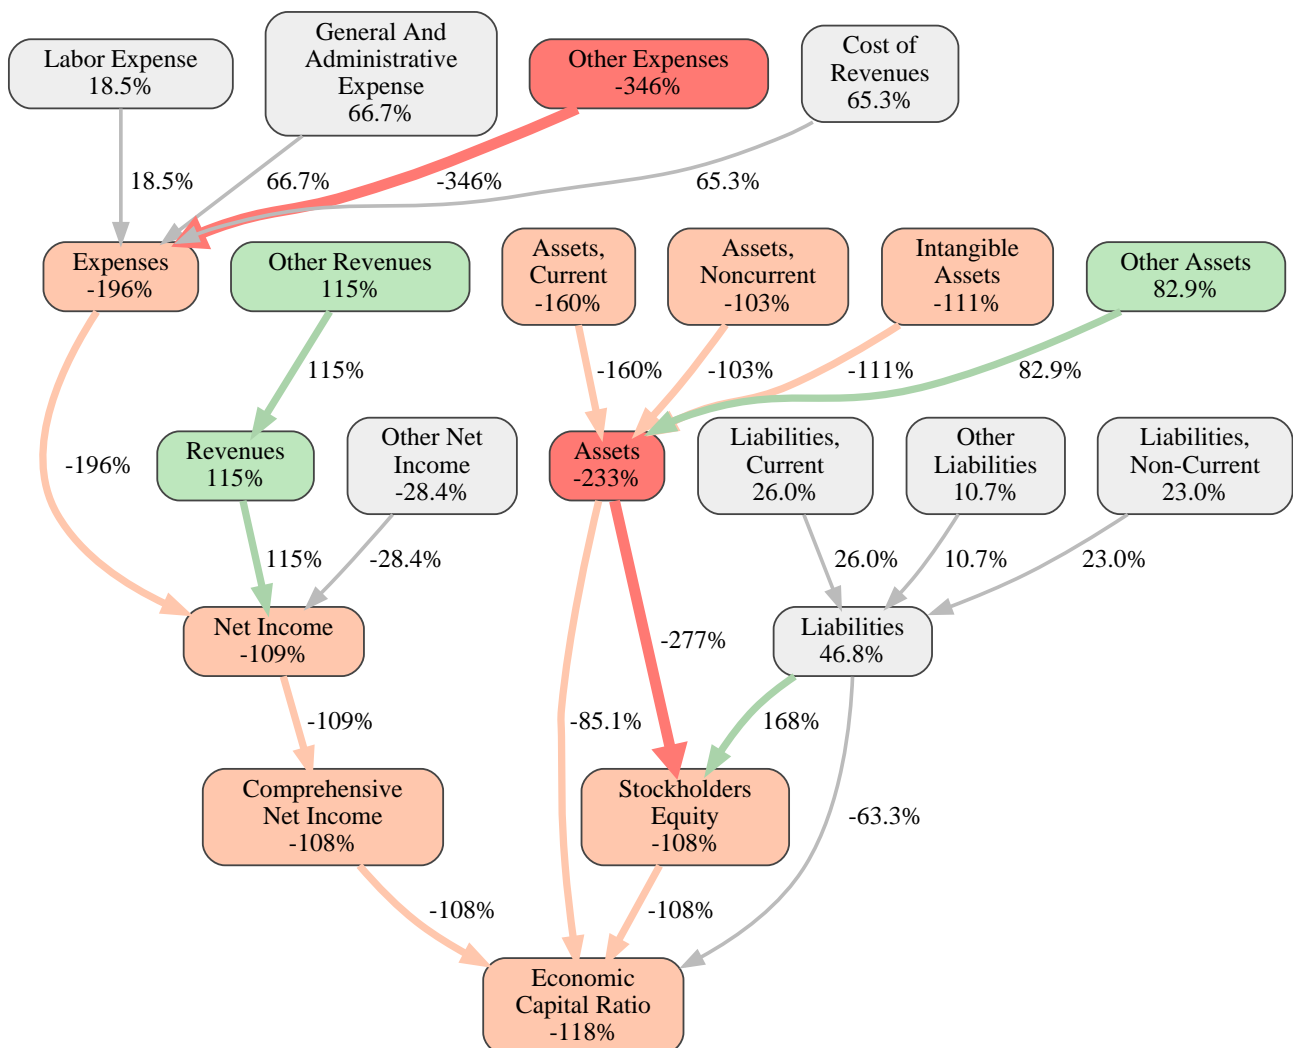 Labor Expense
18.5%
General And
Administrative
Expense
66.7%
Other Expenses
-346%
Cost of
Revenues
65.3%
18.5%
66.7%
-346%
65.3%
Expenses
-196%
Other Revenues
115%
Assets,
Current
-160%
Assets,
Noncurrent
-103%
Intangible
Assets
-111%
Other Assets
82.9%
115%
-160%
-103%
-111%
82.9%
-196%
Revenues
115%
Other Net
Income
-28.4%
Assets
-233%
Liabilities,
Current
26.0%
Other
Liabilities
10.7%
Liabilities,
Non-Current
23.0%
115%
-28.4%
26.0%
10.7%
23.0%
Net Income
-109%
-277%
Liabilities
46.8%
-109%
-85.1%
168%
Comprehensive
Net Income
-108%
Stockholders
Equity
-108%
-63.3%
-108%
-108%
Economic
Capital Ratio
-118%